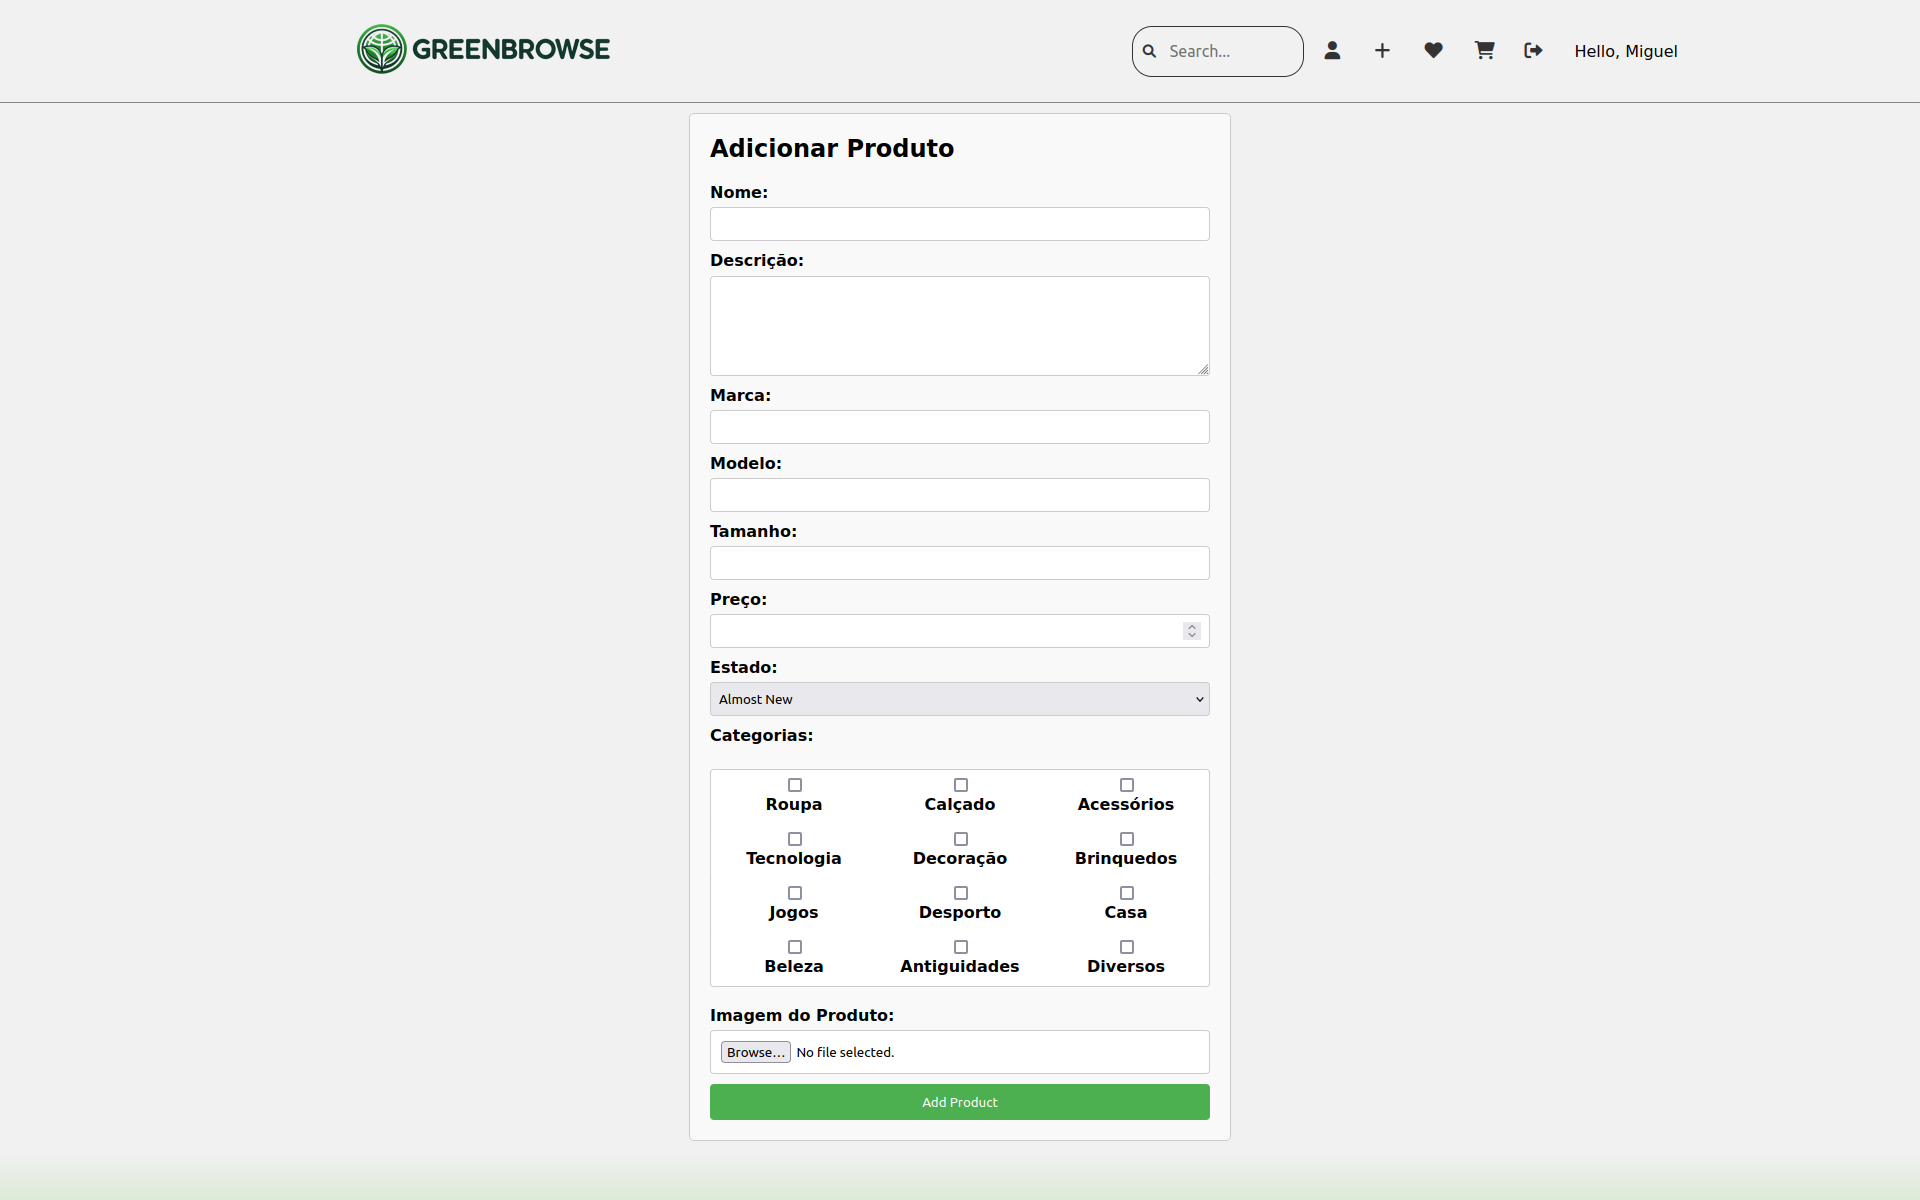 GREENBROWSE
Search...
Hello, Miguel
Adicionar Produto
Nome:
Descrição:
Marca:
Modelo:
Tamanho:
Preço:
Estado:
Almost New
Categorias:
Roupa Calçado Acessórios
Tecnologia Decoração Brinquedos
Jogos Desporto Casa
Beleza Antiguidades Diversos
Imagem do Produto:
Browse... No file selected.
Add Product